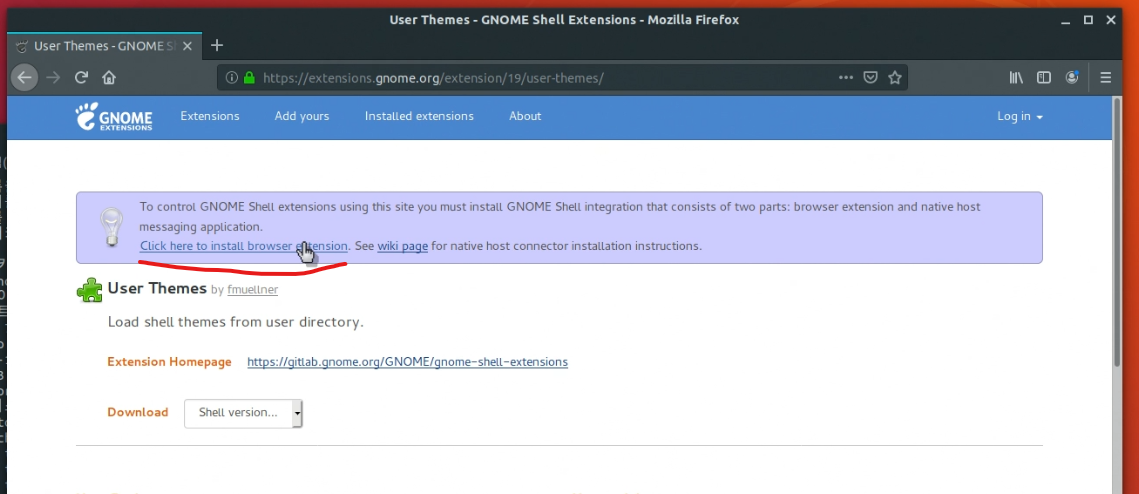 User Themes - GNOME Shell Extensions - Mozilla Firefox
User Themes - GNOME S
https://extensions.gnome.org/extension/19/user-themes/
GNOME EXTENSIONS
Extensions
Add yours
Installed extensions
About
Log in
To control GNOME Shell extensions using this site you must install GNOME Shell integration that consists of two parts: browser extension and native host
messaging application.
Click here to install browser extension. See wiki page for native host connector installation instructions.
User Themes by fmuellner
Load shell themes from user directory.
Extension Homepage https://gitlab.gnome.org/GNOME/gnome-shell-extensions
Download Shell version...